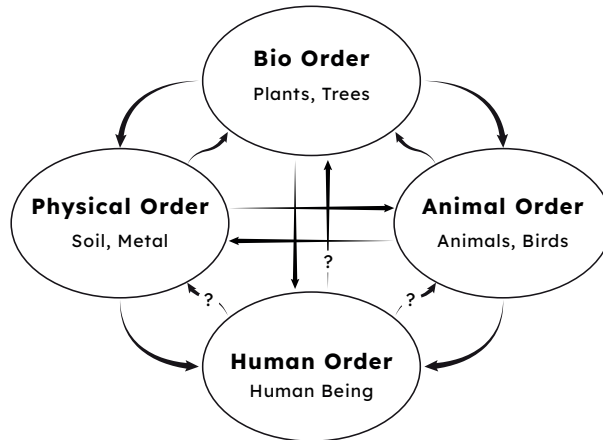 Bio Order
Plants, Trees
Physical Order
Soil, Metal
Animal Order
Animals, Birds
?
?
?
Human Order
Human Being